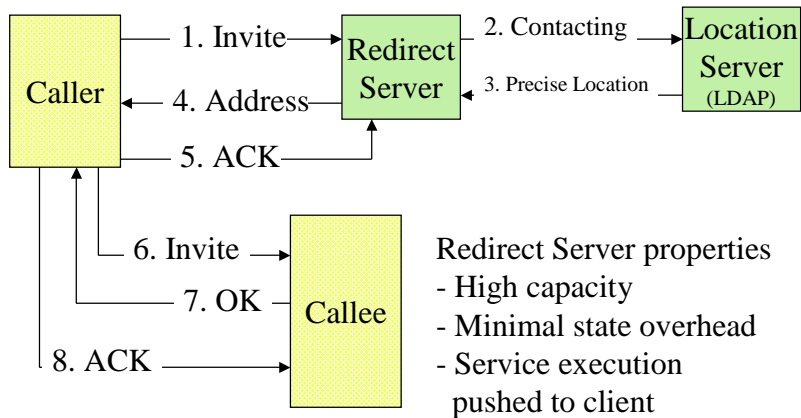 1. Invite
2. Contacting
Location
Server
(LDAP)
Redirect
Server
Caller
3. Precise Location
4. Address
5. ACK
6. Invite
7. OK
Callee
8. ACK
Redirect Server properties
- High capacity
- Minimal state overhead
- Service execution
pushed to client